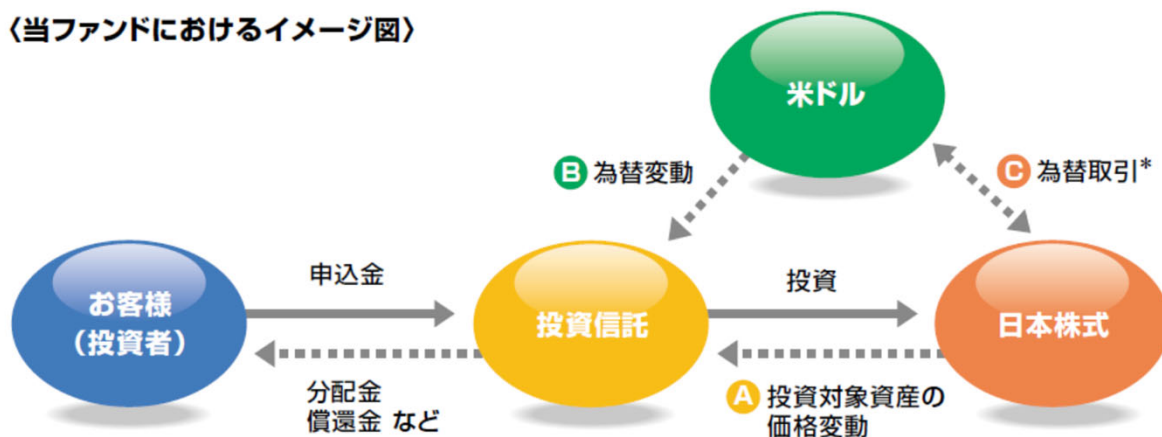 〈当ファンドにおけるイメージ図〉
米ドル
B 為替変動
C 為替取引*
お客様
(投資者)
申込金
投資信託
投資
日本株式
分配金
償還金 など
A 投資対象資産の
価格変動